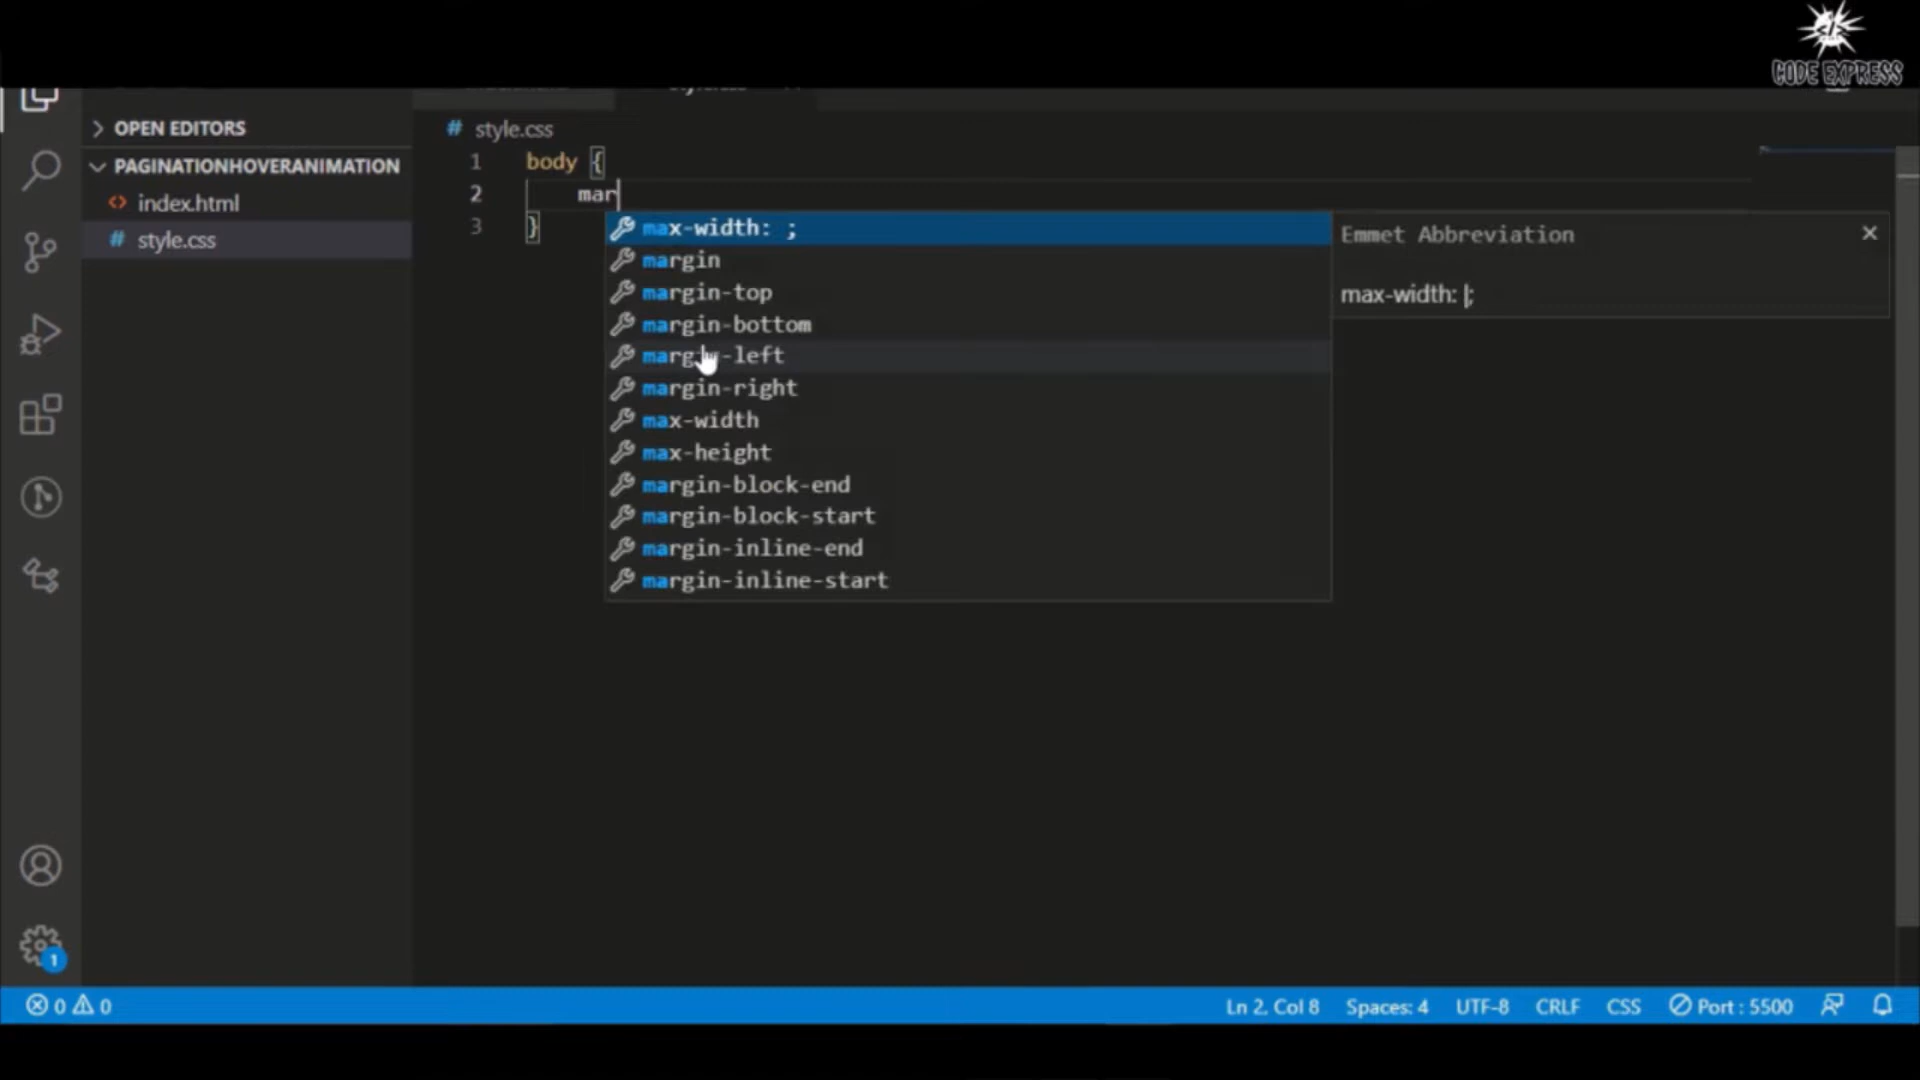 CODE EXPRESS
OPEN EDITORS
PAGINATIONHOVERANIMATION
index.html
style.css
style.css
1 body {
2 mar
3 }
max-width: ;
margin
margin-top
margin-bottom
margin-left
margin-right
max-width
max-height
margin-block-end
margin-block-start
margin-inline-end
margin-inline-start
Emmet Abbreviation
max-width: |;
1
0 0
Ln 2, Col 8
Spaces: 4
UTF-8
CRLF
CSS
Port : 5500